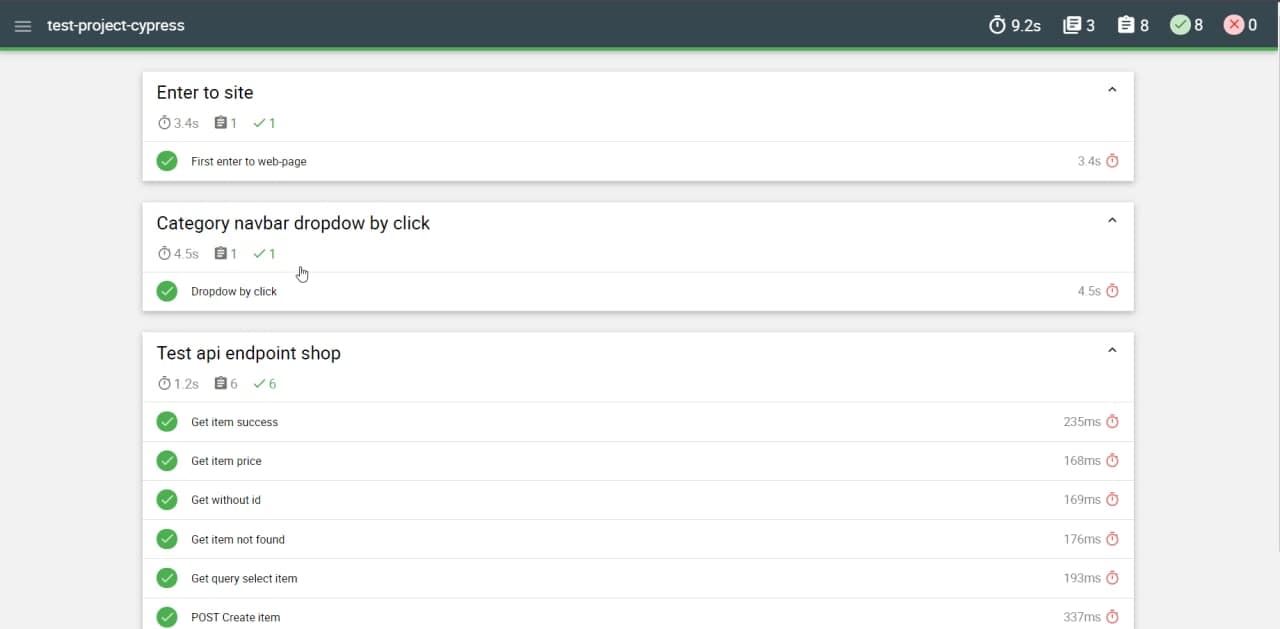 test-project-cypress 9.2s 3 8 8 0
Enter to site
3.4s 1 1
First enter to web-page 3.4s
Category navbar dropdow by click
4.5s 1 1
Dropdow by click 4.5s
Test api endpoint shop
1.2s 6 6
Get item success 235ms
Get item price 168ms
Get without id 169ms
Get item not found 176ms
Get query select item 193ms
POST Create item 337ms